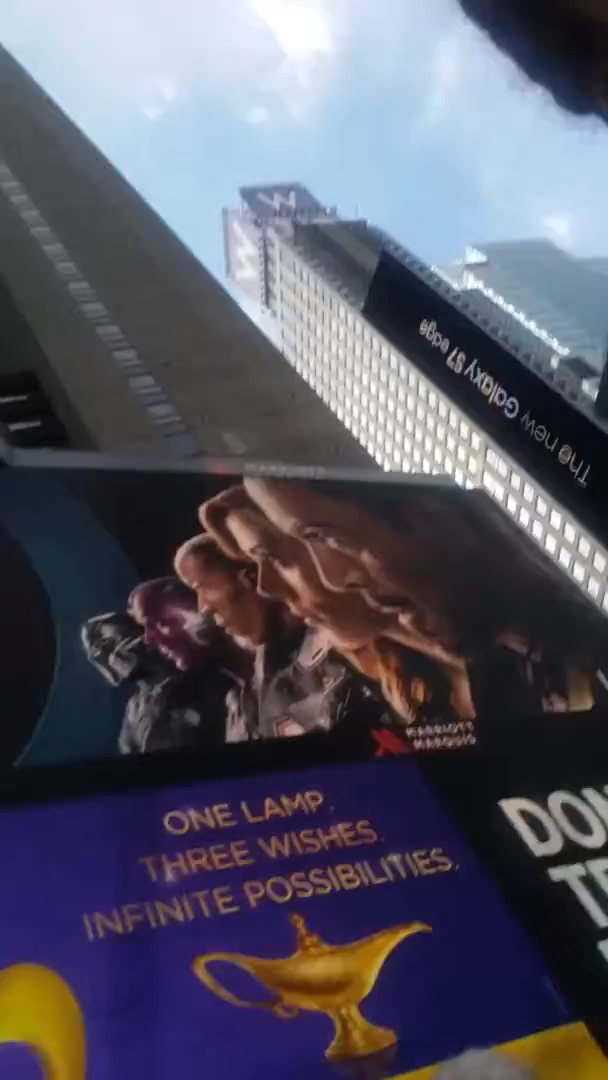 W
W
The new Galaxy S7 edge
MARRIOTT
MARQUIS
ONE LAMP.
THREE WISHES.
INFINITE POSSIBILITIES.
DON'
TE